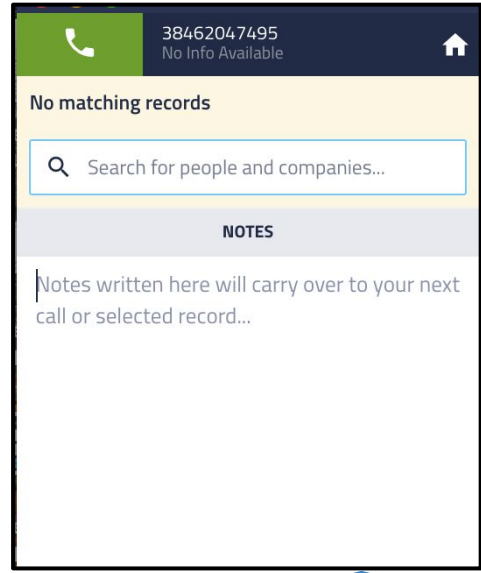 38462047495
No Info Available
No matching records
Search for people and companies...
NOTES
Notes written here will carry over to your next
call or selected record...